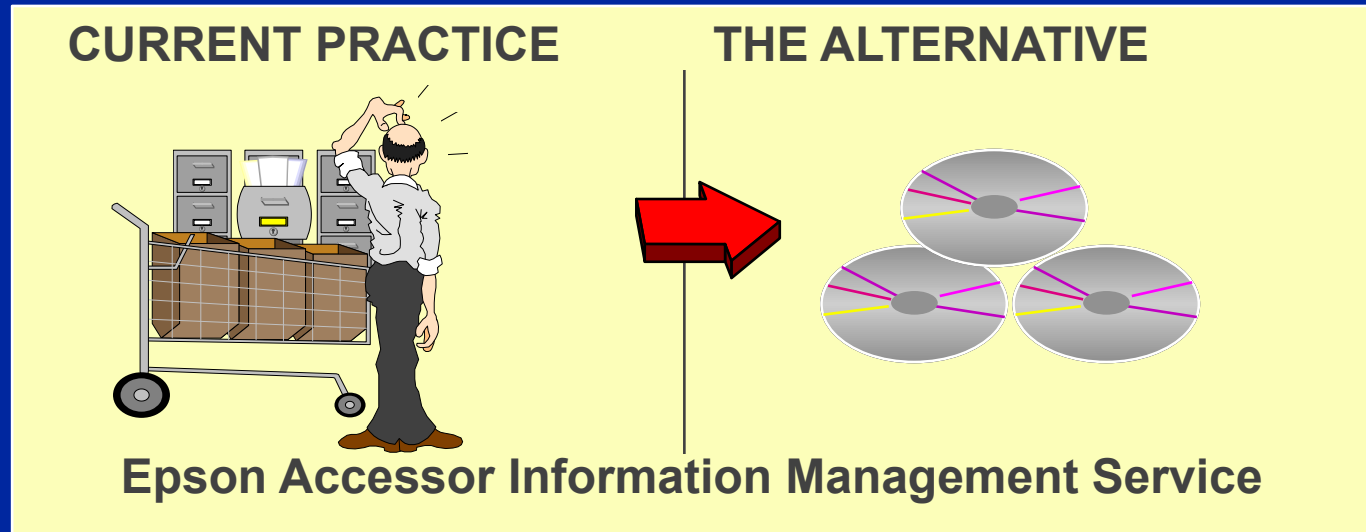 CURRENT PRACTICE
THE ALTERNATIVE
Epson Accessor Information Management Service